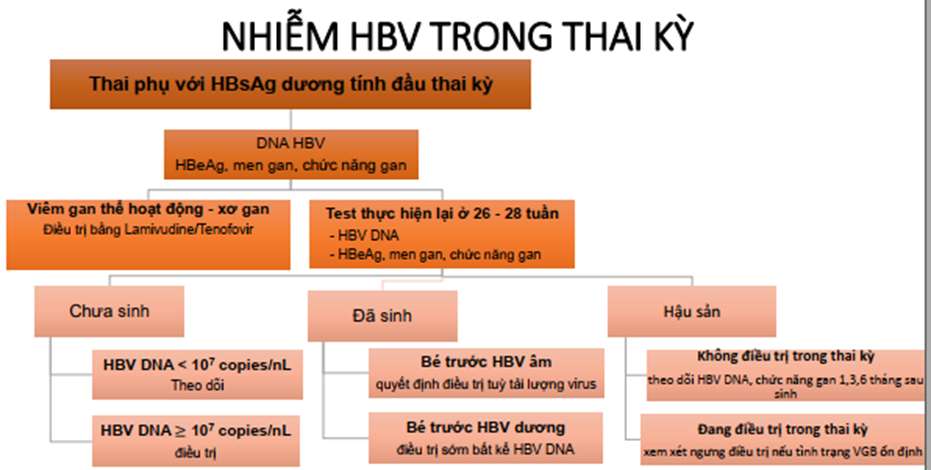 NHIỄM HBV TRONG THAI KỲ
Thai phụ với HBsAg dương tính đầu thai kỳ
DNA HBV
HBeAg, men gan, chức năng gan
Viêm gan thể hoạt động - xơ gan
Điều trị bằng Lamivudine/Tenofovir
Test thực hiện lại ở 26 - 28 tuần
- HBV DNA
- HBeAg, men gan, chức năng gan
Chưa sinh
HBV DNA < 10⁷ copies/nL
Theo dõi
HBV DNA ≥ 10⁷ copies/nL
điều trị
Đã sinh
Bé trước HBV âm
quyết định điều trị tuỳ tải lượng virus
Bé trước HBV dương
điều trị sớm bất kể HBV DNA
Hậu sản
Không điều trị trong thai kỳ
theo dõi HBV DNA, chức năng gan 1,3,6 tháng sau
sinh
Đang điều trị trong thai kỳ
xem xét ngưng điều trị nếu tình trạng VGB ổn định